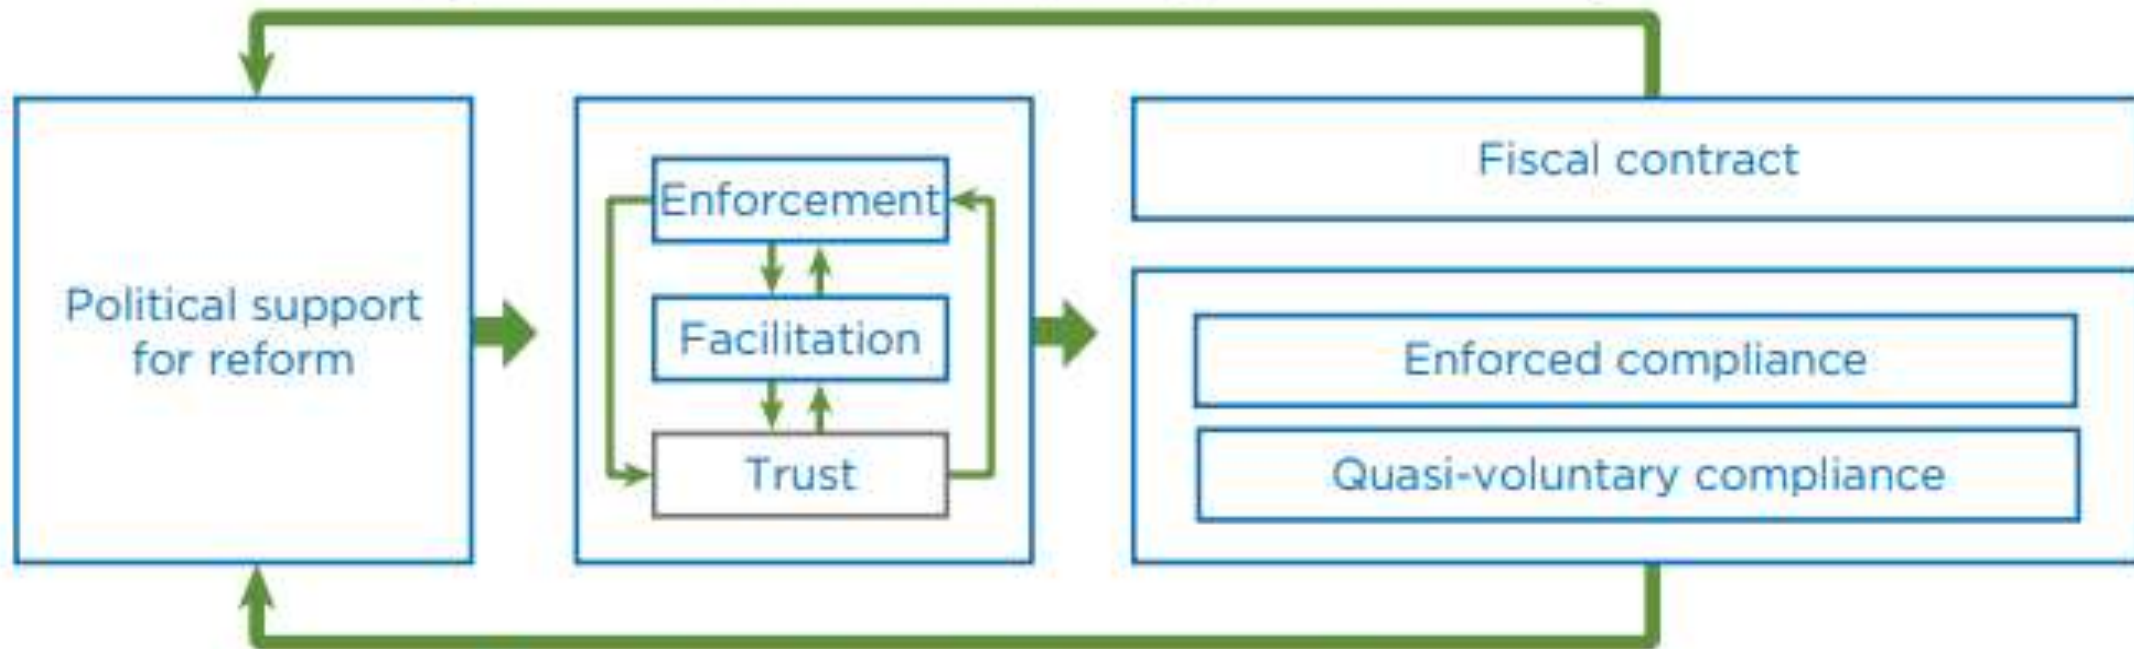 Political support
for reform
Enforcement
Facilitation
Trust
Fiscal contract
Enforced compliance
Quasi-voluntary compliance